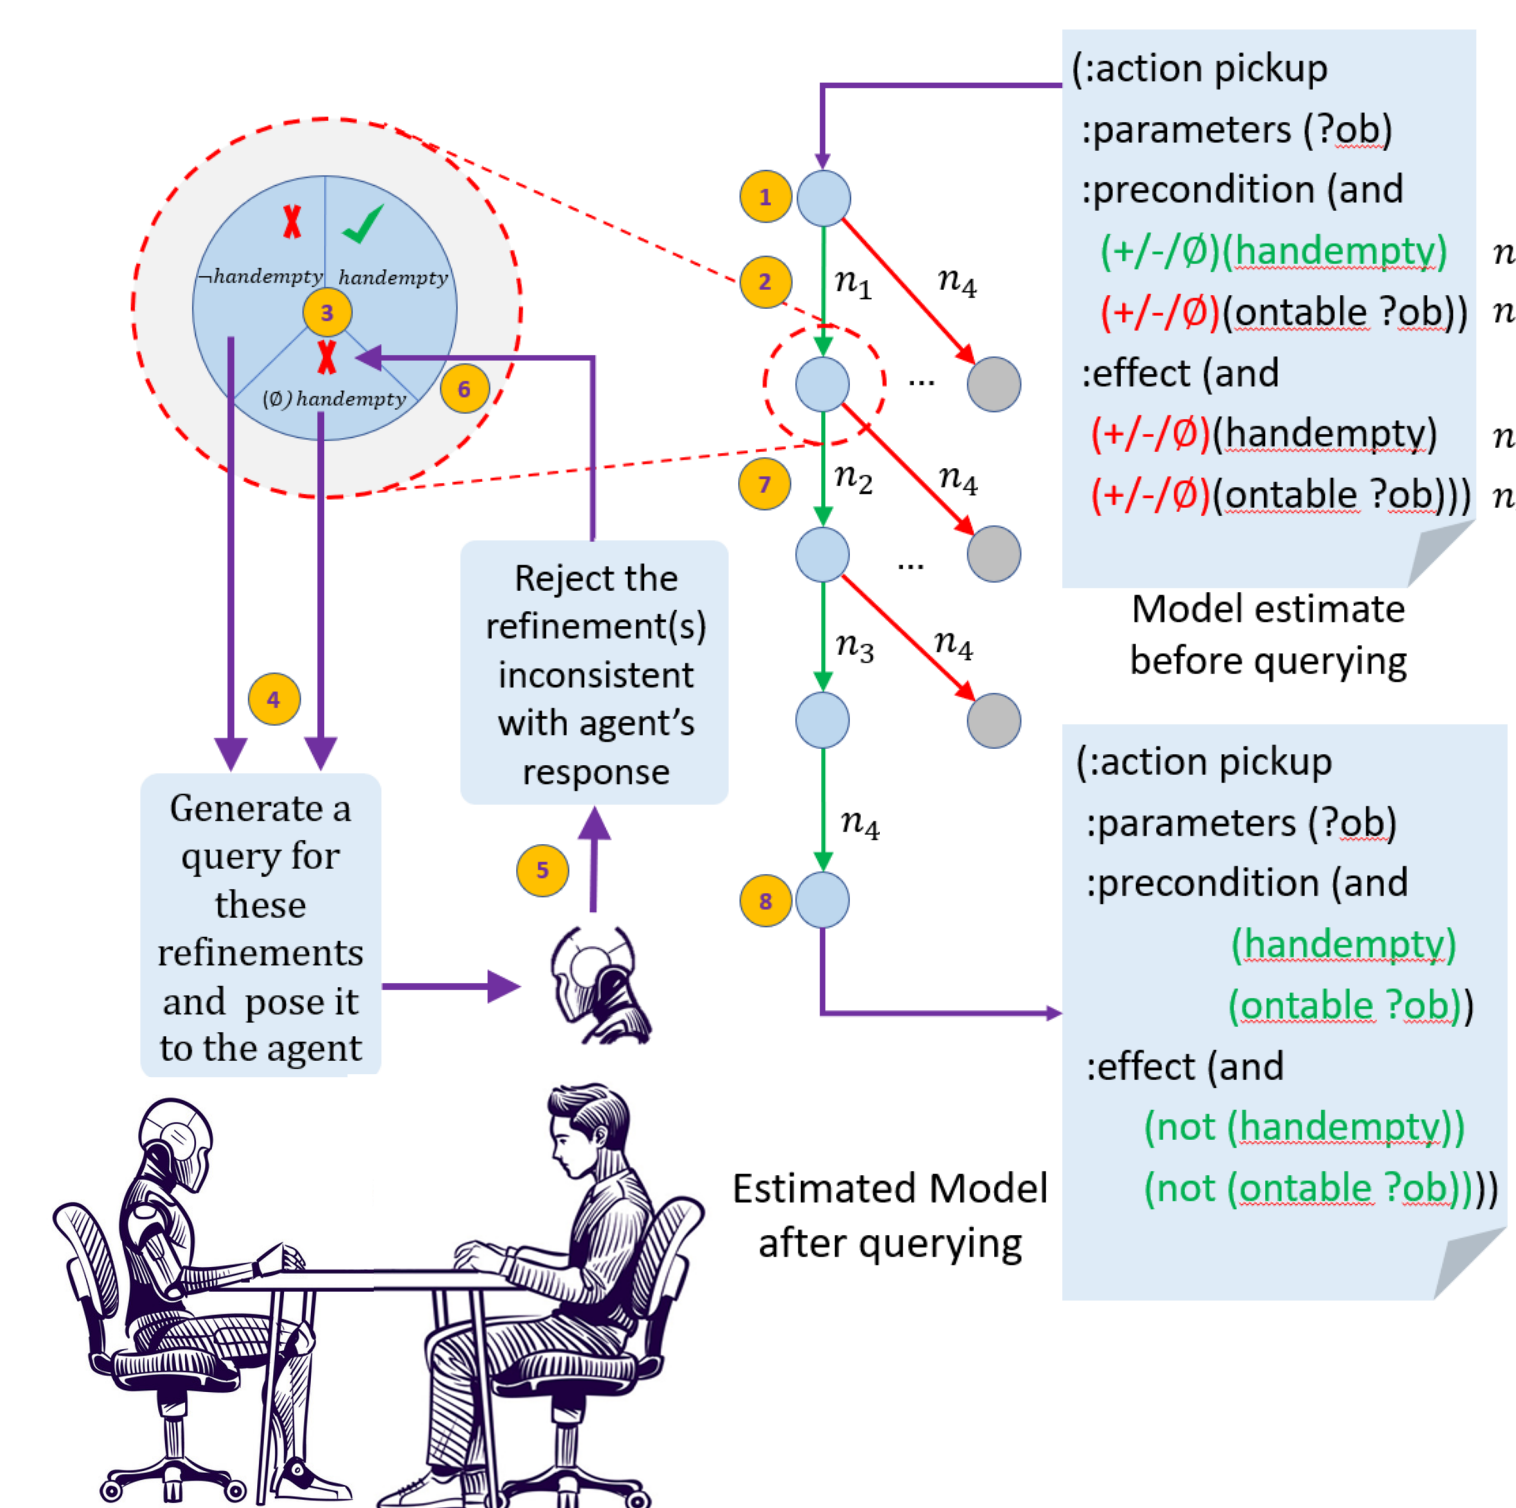 (:action pickup
:parameters (?ob)
:precondition (and
(+/-/∅)(handempty) n
(+/-/∅)(ontable ?ob)) n
:effect (and
(+/-/∅)(handempty) n
(+/-/∅)(ontable ?ob))) n
Model estimate
before querying
1
2
n₁
n₄
...
7
n₂
n₄
...
n₃
n₄
n₄
8
¬handempty
handempty
3
(∅) handempty
6
4
Generate a
query for
these
refinements
and pose it
to the agent
5
Reject the
refinement(s)
inconsistent
with agent's
response
(:action pickup
:parameters (?ob)
:precondition (and
(handempty)
(ontable ?ob))
:effect (and
(not (handempty))
(not (ontable ?ob))))
Estimated Model
after querying